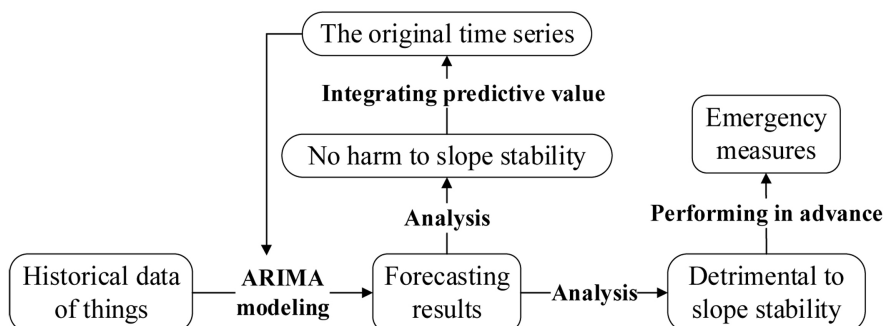 The original time series
Integrating predictive value
Emergency
measures
No harm to slope stability
Analysis
Performing in advance
Historical data
of things
ARIMA
modeling
Forecasting
results
Analysis
Detrimental to
slope stability